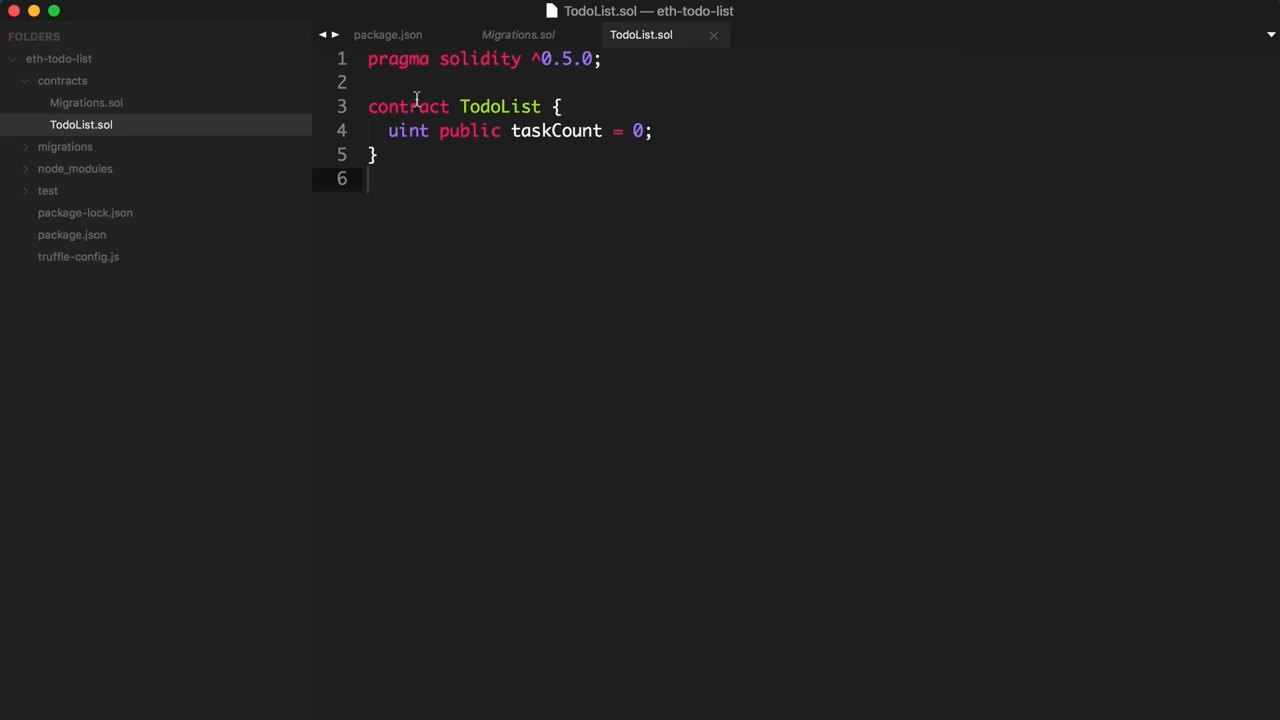 TodoList.sol — eth-todo-list
FOLDERS
eth-todo-list
contracts
Migrations.sol
TodoList.sol
migrations
node_modules
test
package-lock.json
package.json
truffle-config.js
package.json Migrations.sol TodoList.sol
1 pragma solidity ^0.5.0;
2
3 contract TodoList {
4 uint public taskCount = 0;
5 }
6